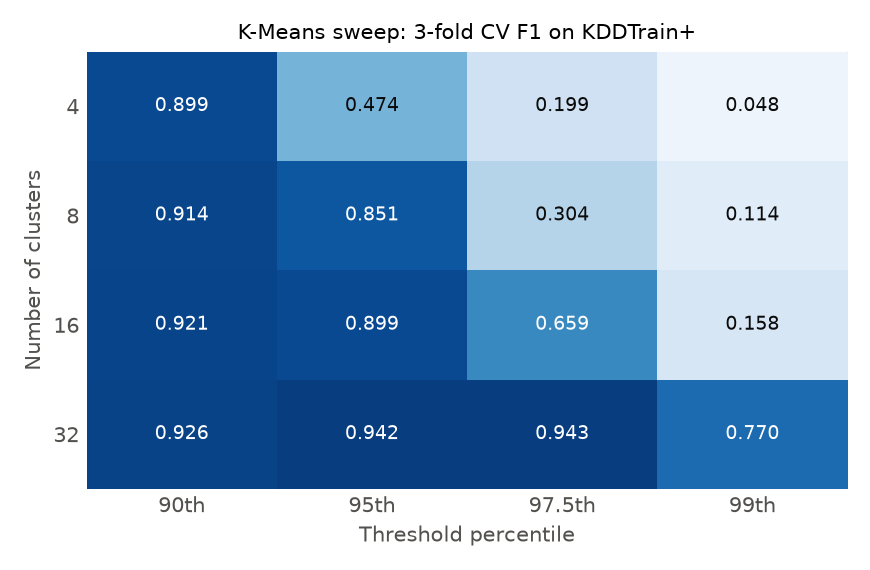 K-Means sweep: 3-fold CV F1 on KDDTrain+
Number of clusters
4 0.899 0.474 0.199 0.048
8 0.914 0.851 0.304 0.114
16 0.921 0.899 0.659 0.158
32 0.926 0.942 0.943 0.770
90th 95th 97.5th 99th
Threshold percentile